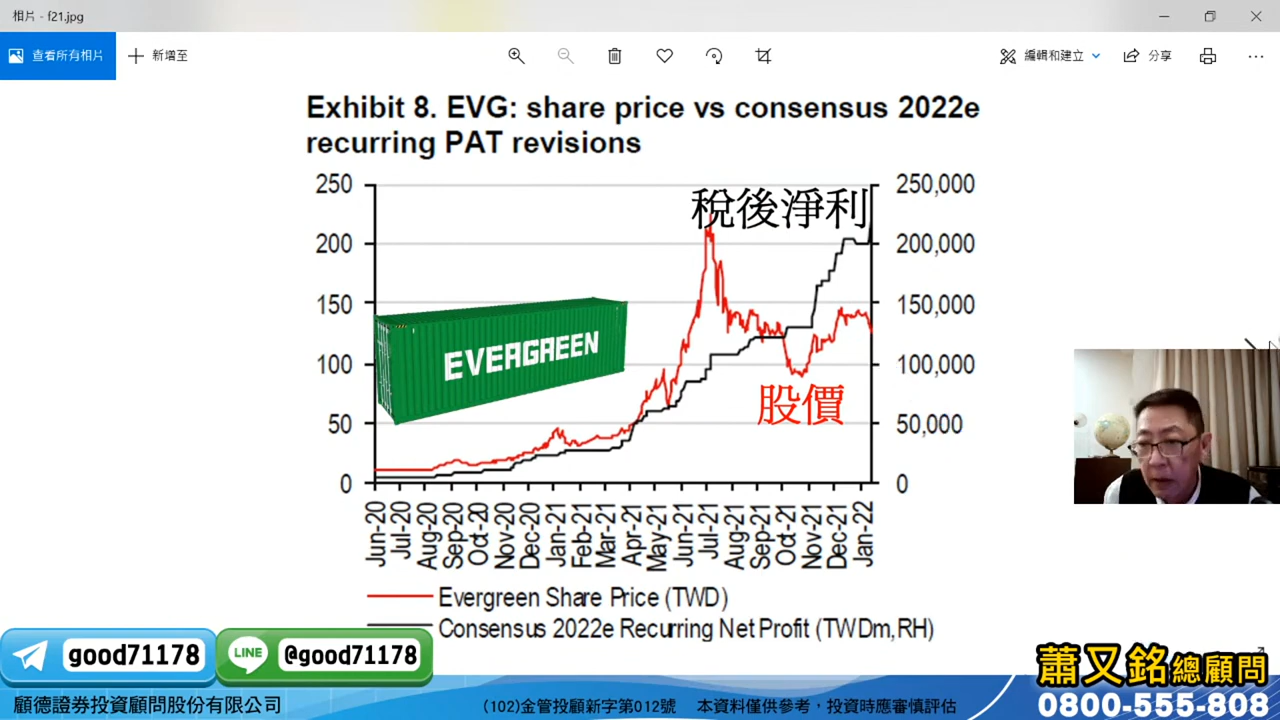 相片 - f21.jpg
查看所有相片
新增至
編輯和建立
分享
Exhibit 8. EVG: share price vs consensus 2022e
recurring PAT revisions
250
200
150
100
50
0
250,000
200,000
150,000
100,000
50,000
0
稅後淨利
EVERGREEN
股價
Jun-20
Jul-20
Aug-20
Sep-20
Oct-20
Nov-20
Dec-20
Jan-21
Feb-21
Mar-21
Apr-21
May-21
Jun-21
Jul-21
Aug-21
Sep-21
Oct-21
Nov-21
Dec-21
Jan-22
Evergreen Share Price (TWD)
Consensus 2022e Recurring Net Profit (TWDm,RH)
good71178
LINE
@good71178
蕭又銘總顧問
顧德證券投資顧問股份有限公司
(102)金管投顧新字第012號
本資料僅供參考，投資時應審慎評估
0800-555-808